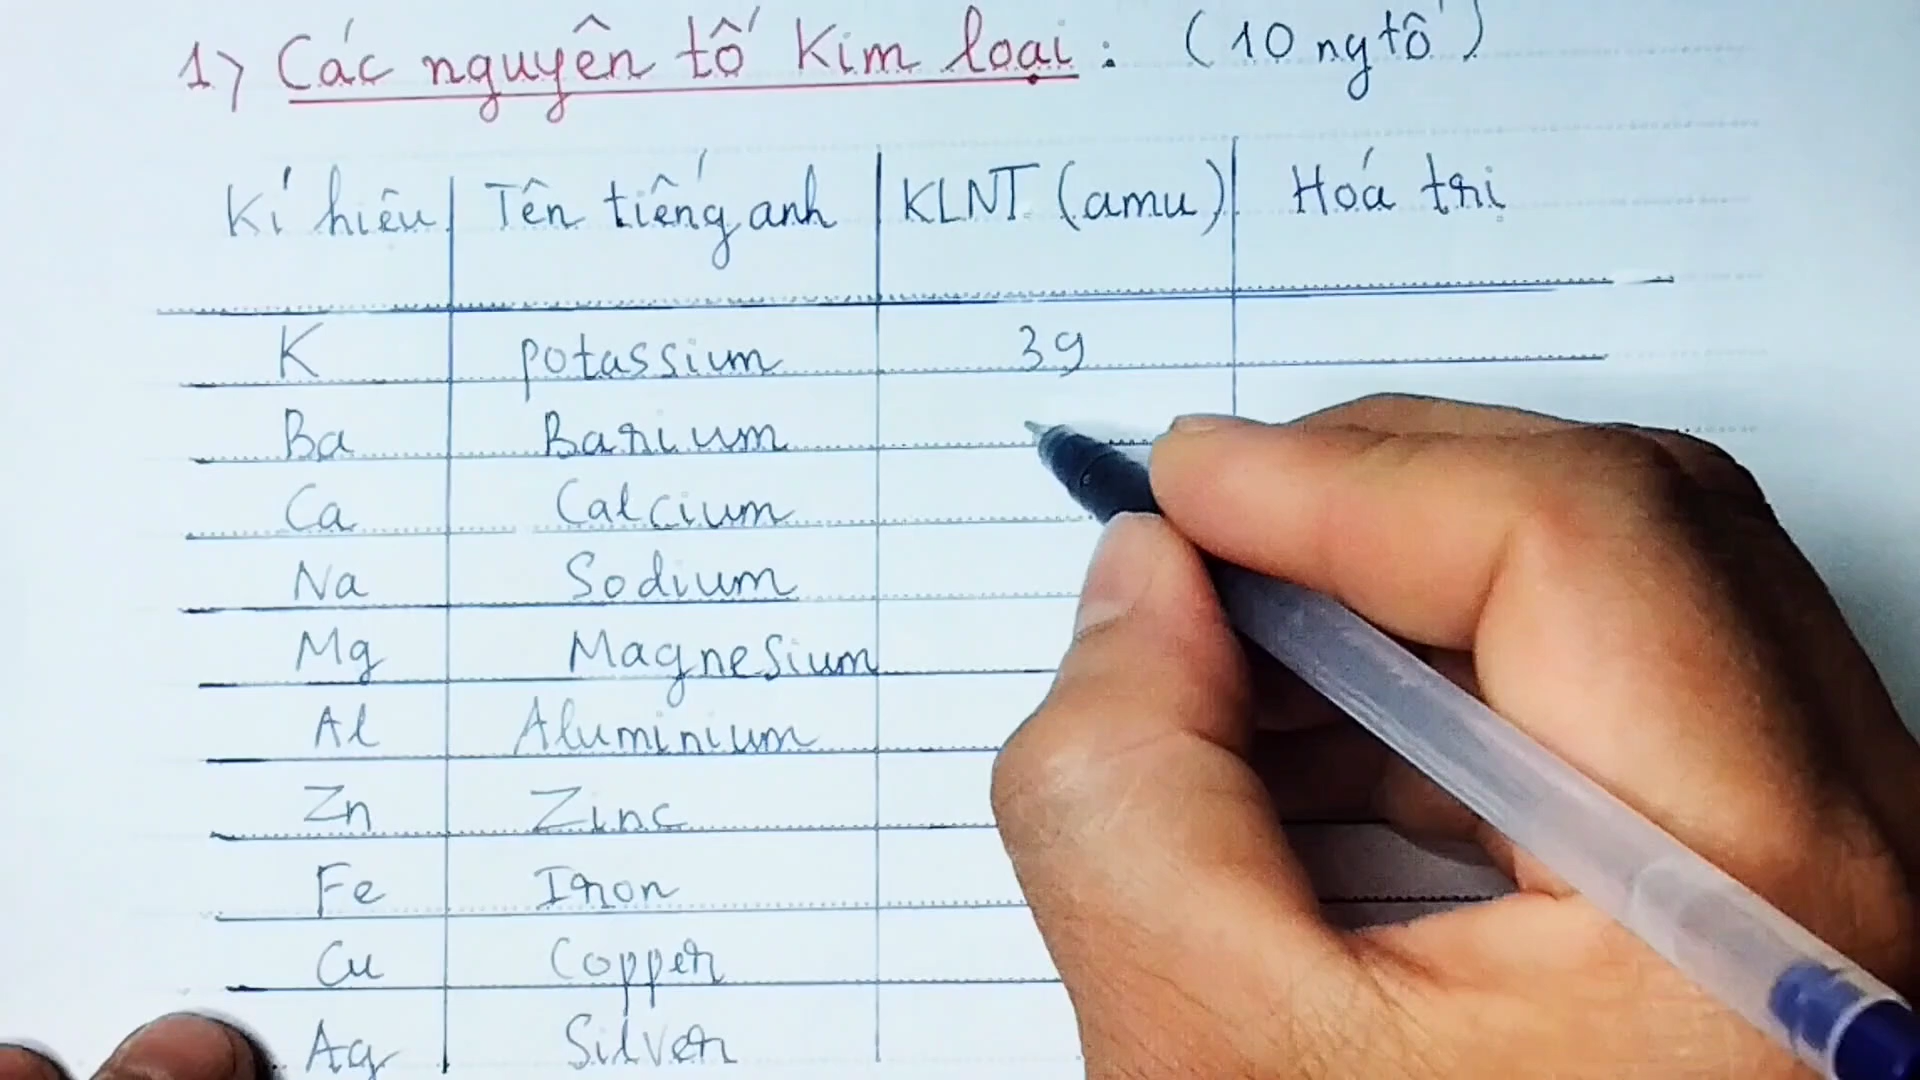 1) Các nguyên tố Kim loại : (10 ng tố)
Kí hiệu Tên tiếng anh KLNT (amu) Hoá trị
K potassium 39
Ba Barium
Ca Calcium
Na Sodium
Mg Magnesium
Al Aluminium
Zn Zinc
Fe Iron
Cu Copper
Ag Silver